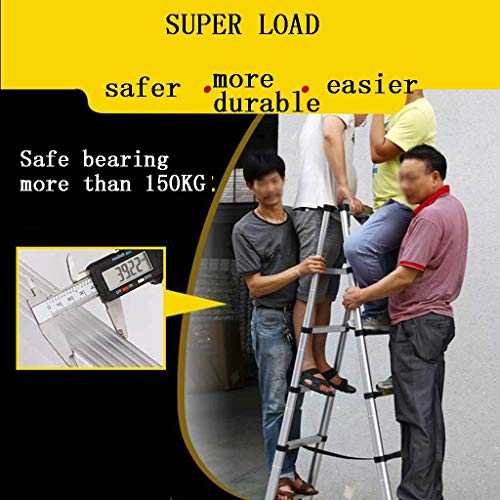 SUPER LOAD
safer • more durable • easier
Safe bearing
more than 150KG
39.22